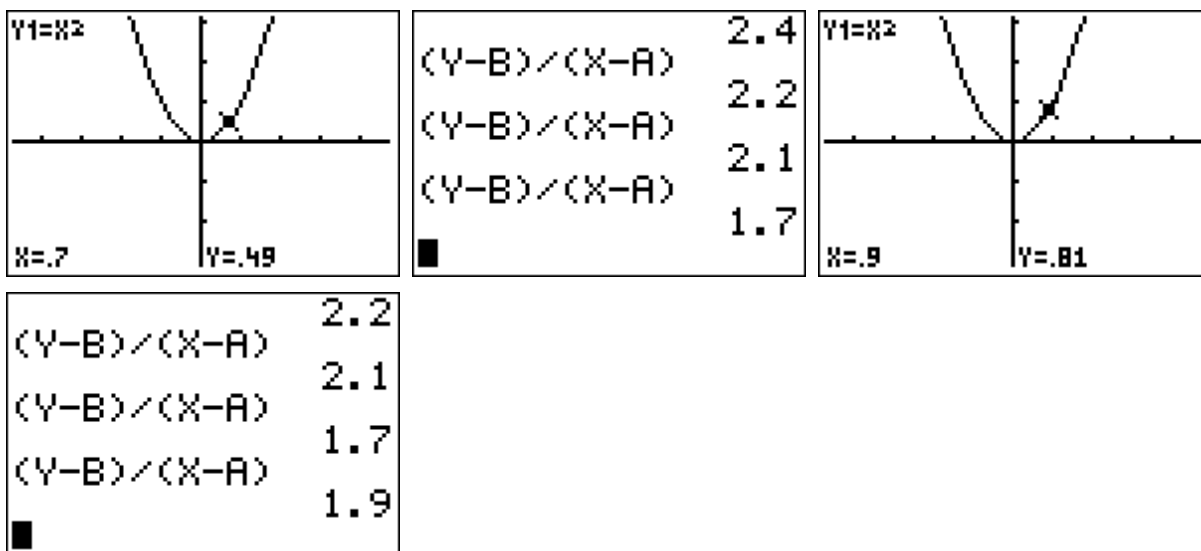 Y1=X²
X=.7 Y=.49
2.4
(Y-B)/(X-A)
2.2
(Y-B)/(X-A)
2.1
(Y-B)/(X-A)
1.7
Y1=X²
X=.9 Y=.81
2.2
(Y-B)/(X-A)
2.1
(Y-B)/(X-A)
1.7
(Y-B)/(X-A)
1.9